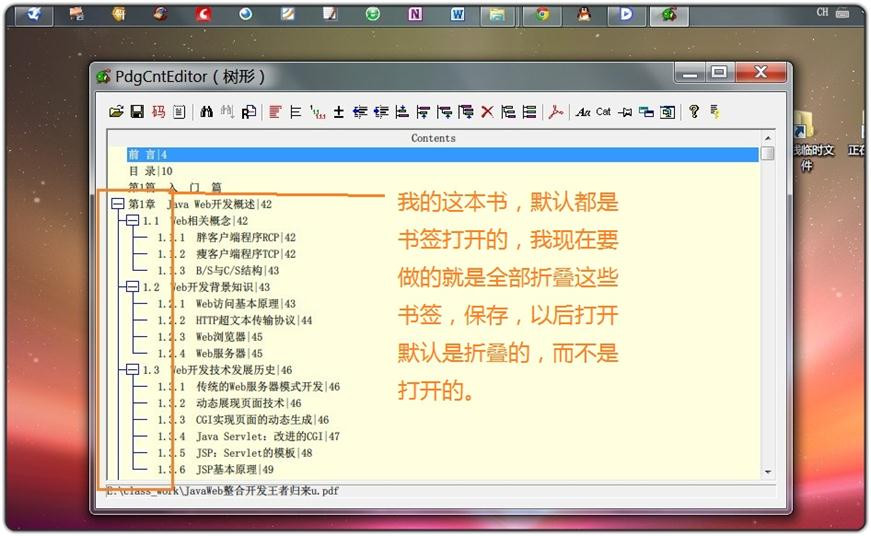 CH
PdgCntEditor（树形）
码
Aa Cat
Contents
前 言|4
目 录|10
第1篇 入 门 篇
第1章 Java Web开发概述|42
1.1 Web相关概念|42
1.1.1 胖客户端程序RCP|42
1.1.2 瘦客户端程序TCP|42
1.1.3 B/S与C/S结构|43
1.2 Web开发背景知识|43
1.2.1 Web访问基本原理|43
1.2.2 HTTP超文本传输协议|44
1.2.3 Web浏览器|45
1.2.4 Web服务器|45
1.3 Web开发技术发展历史|46
1.3.1 传统的Web服务器模式开发|46
1.3.2 动态展现页面技术|46
1.3.3 CGI实现页面的动态生成|46
1.3.4 Java Servlet: 改进的CGI|47
1.3.5 JSP: Servlet的模板|48
1.3.6 JSP基本原理|49
E:\class_work\JavaWeb整合开发王者归来u.pdf
我的这本书，默认都是
书签打开的，我现在要
做的就是全部折叠这些
书签，保存，以后打开
默认是折叠的，而不是
打开的。
临时文
件
正在